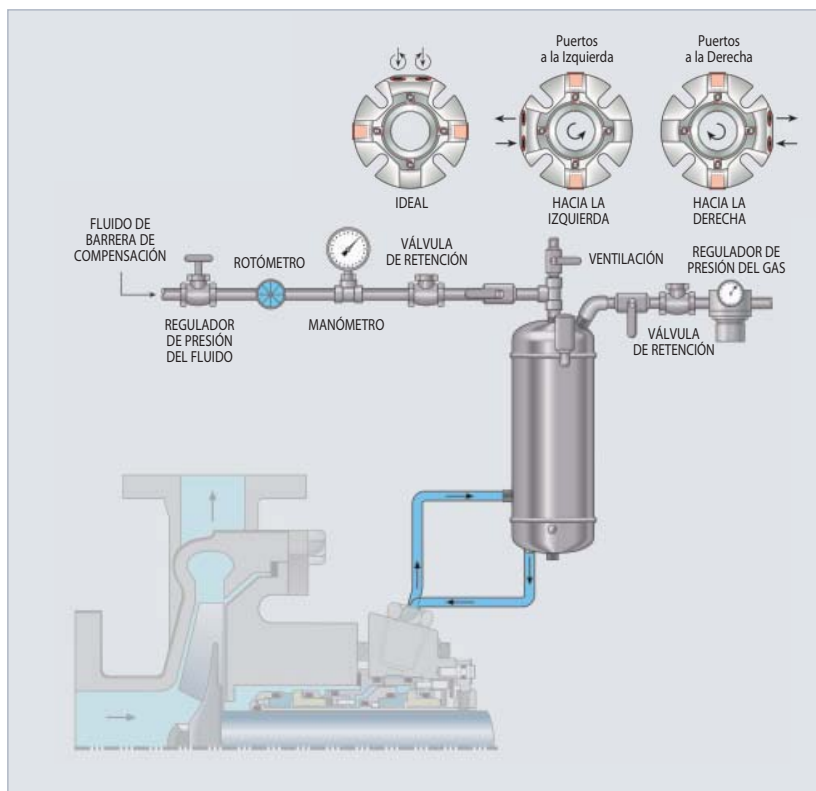 Puertos
a la Izquierda
Puertos
a la Derecha
IDEAL
HACIA LA
IZQUIERDA
HACIA LA
DERECHA
FLUIDO DE
BARRERA DE
COMPENSACIÓN
ROTÓMETRO
VÁLVULA
DE RETENCIÓN
VENTILACIÓN
REGULADOR DE
PRESIÓN DEL GAS
REGULADOR
DE PRESIÓN
DEL FLUIDO
MANÓMETRO
VÁLVULA
DE RETENCIÓN